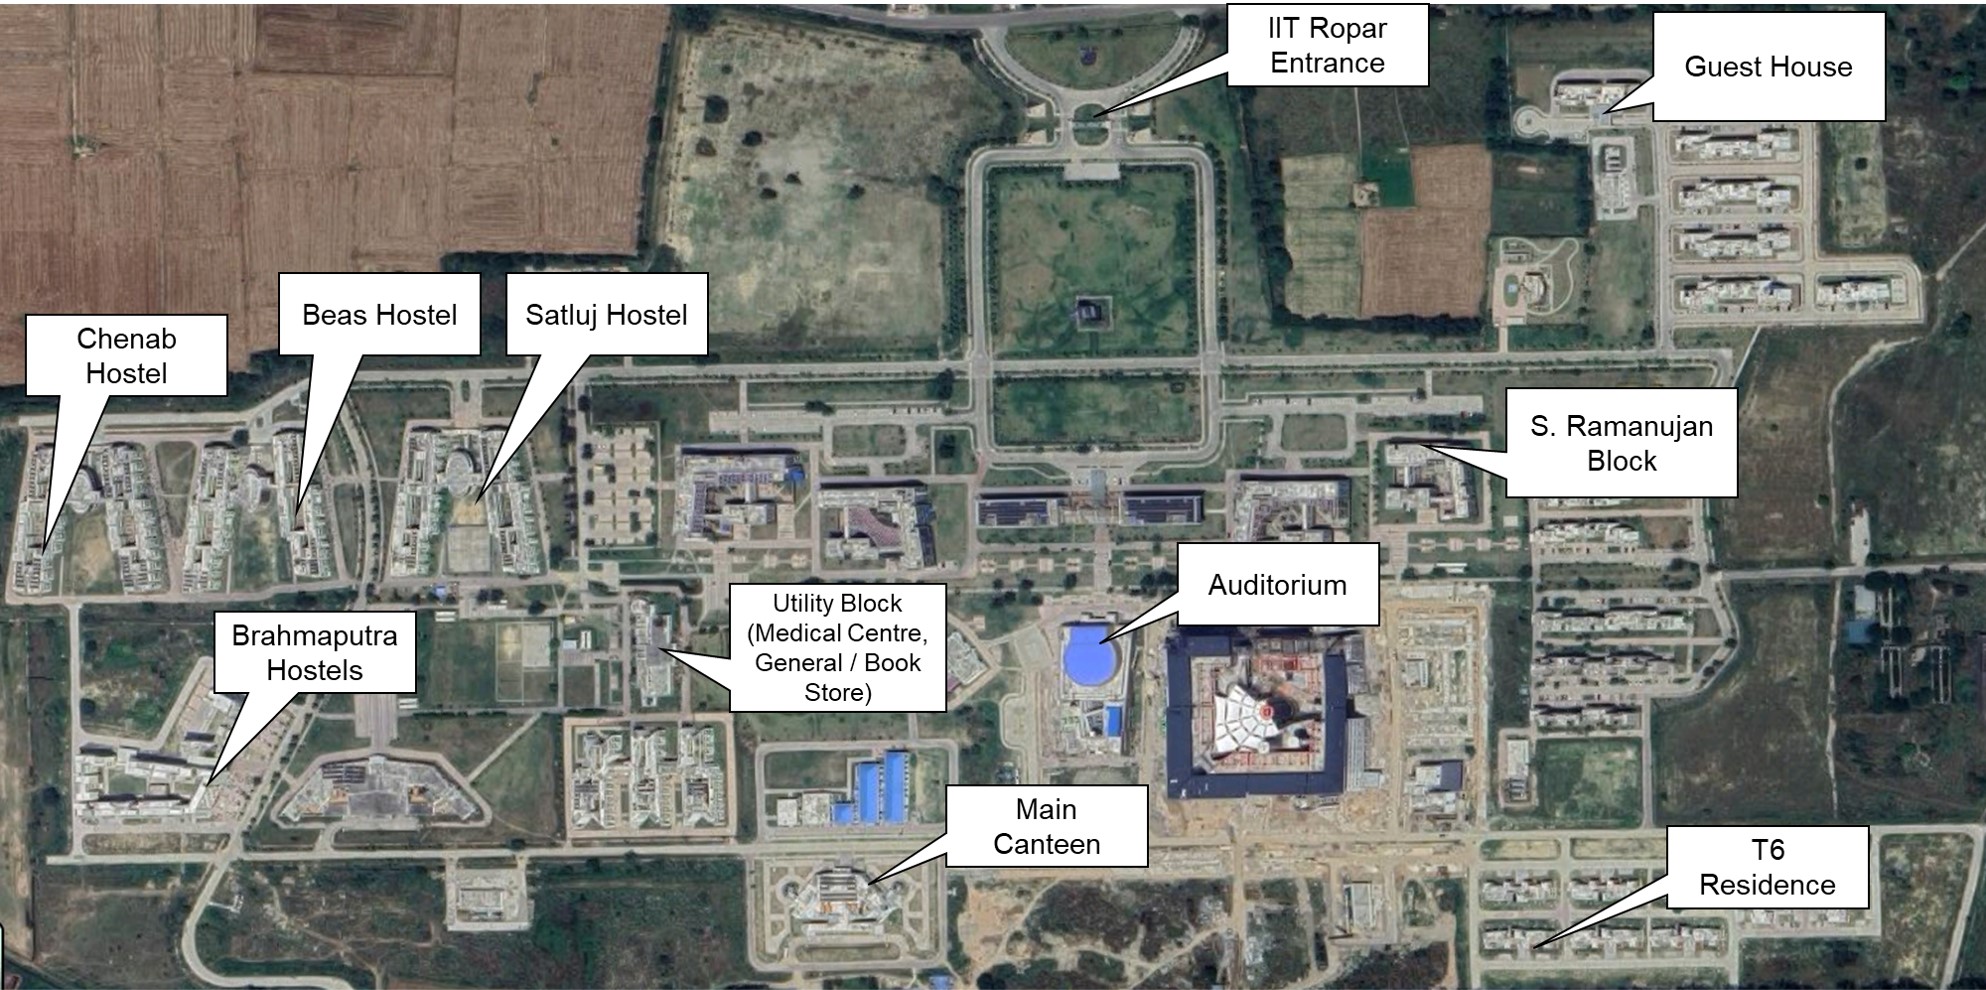 IIT Ropar
Entrance
Guest House
Beas Hostel
Satluj Hostel
Chenab
Hostel
S. Ramanujan
Block
Auditorium
Utility Block
(Medical Centre,
General / Book
Store)
Brahmaputra
Hostels
Main
Canteen
T6
Residence